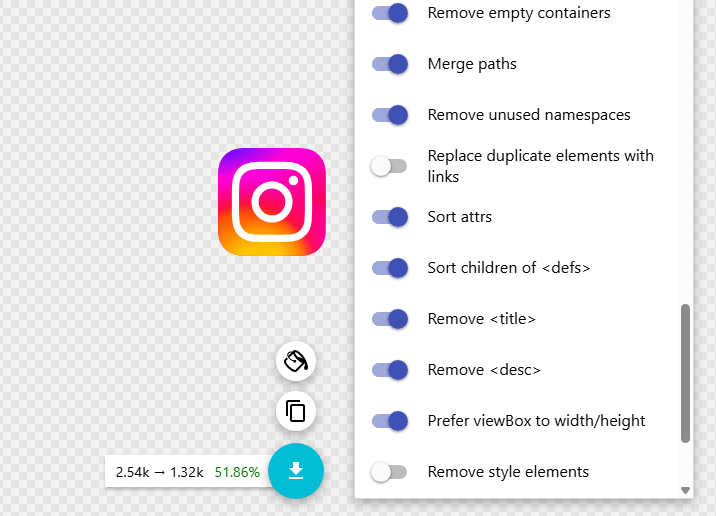 Remove empty containers
Merge paths
Remove unused namespaces
Replace duplicate elements with
links
Sort attrs
Sort children of <defs>
Remove <title>
Remove <desc>
Prefer viewBox to width/height
Remove style elements
2.54k → 1.32k 51.86%